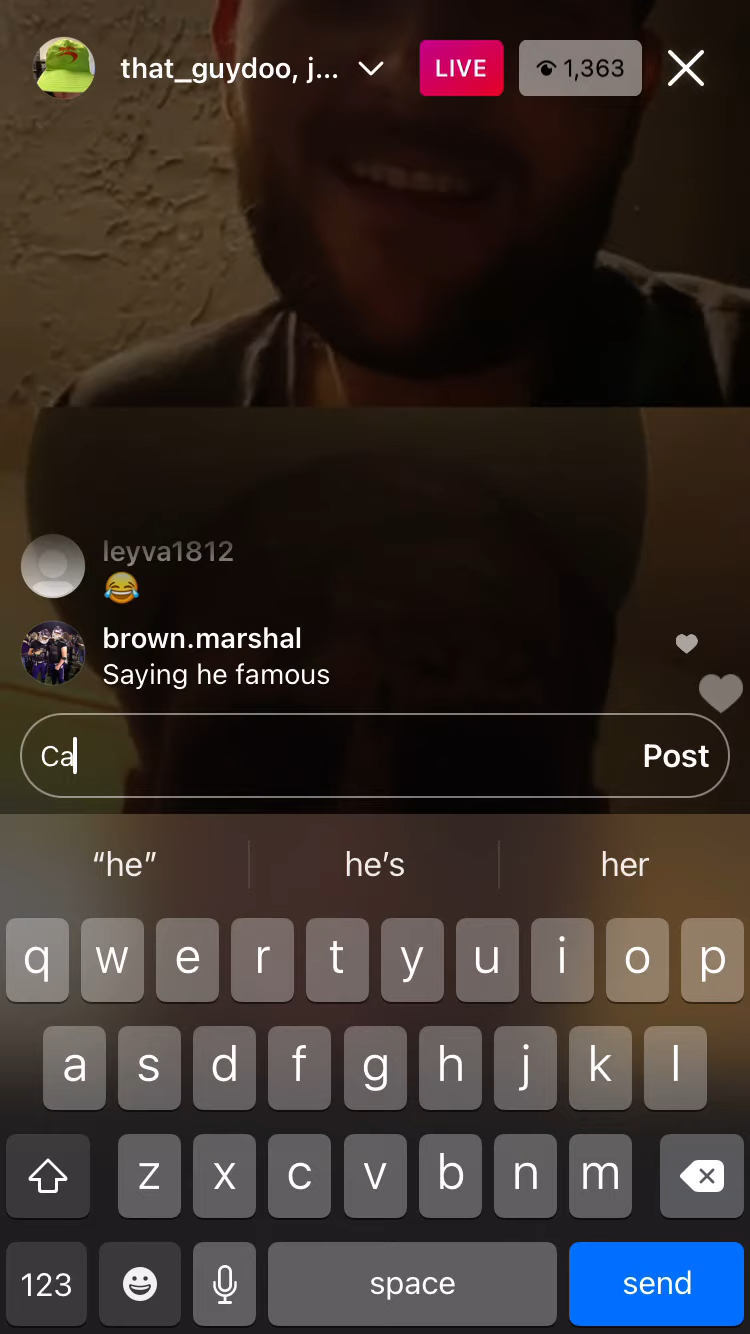 that_guydoo, j...
LIVE
1,363
leyva1812
😂
brown.marshal
Saying he famous
Ca
Post
“he”
he’s
her
q w e r t y u i o p
a s d f g h j k l
z x c v b n m
123
space
send